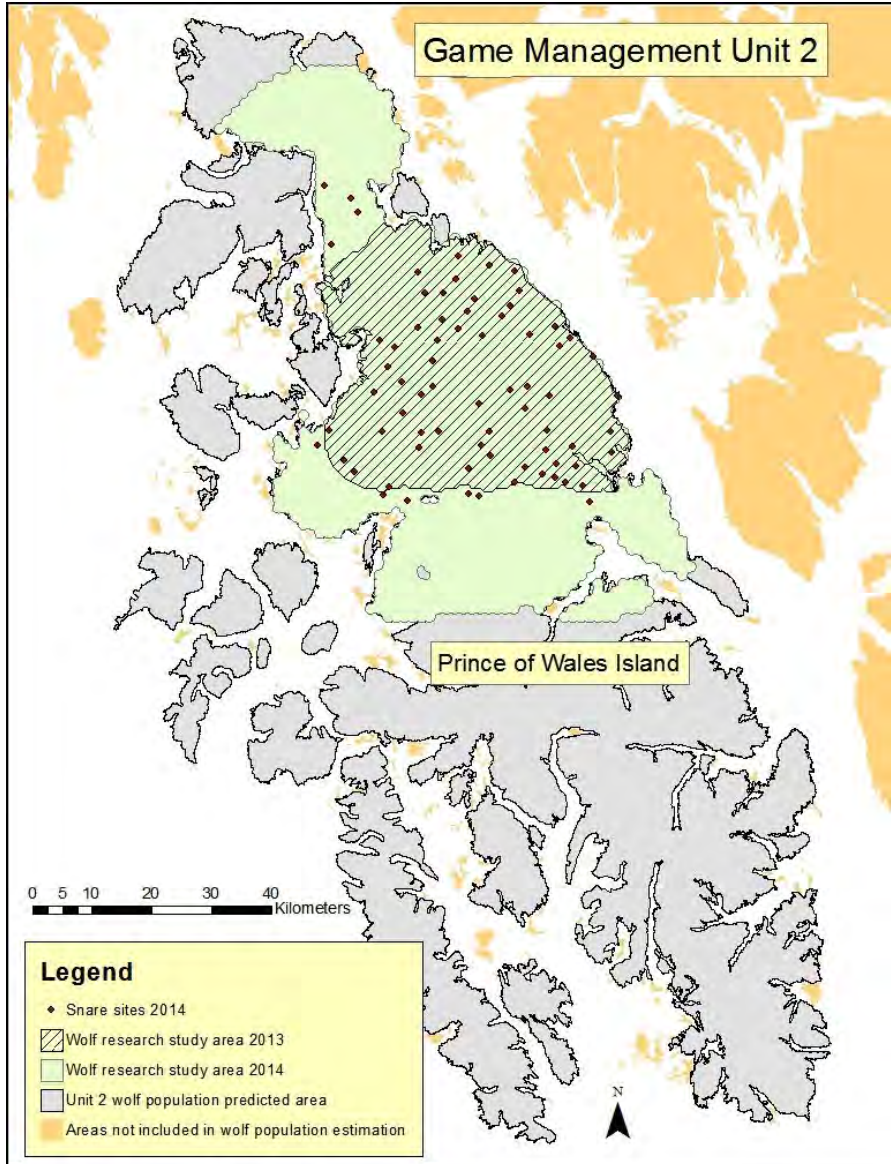 Game Management Unit 2
Prince of Wales Island
0 5 10 20 30 40
Kilometers
Legend
Snare sites 2014
Wolf research study area 2013
Wolf research study area 2014
Unit 2 wolf population predicted area
Areas not included in wolf population estimation
N